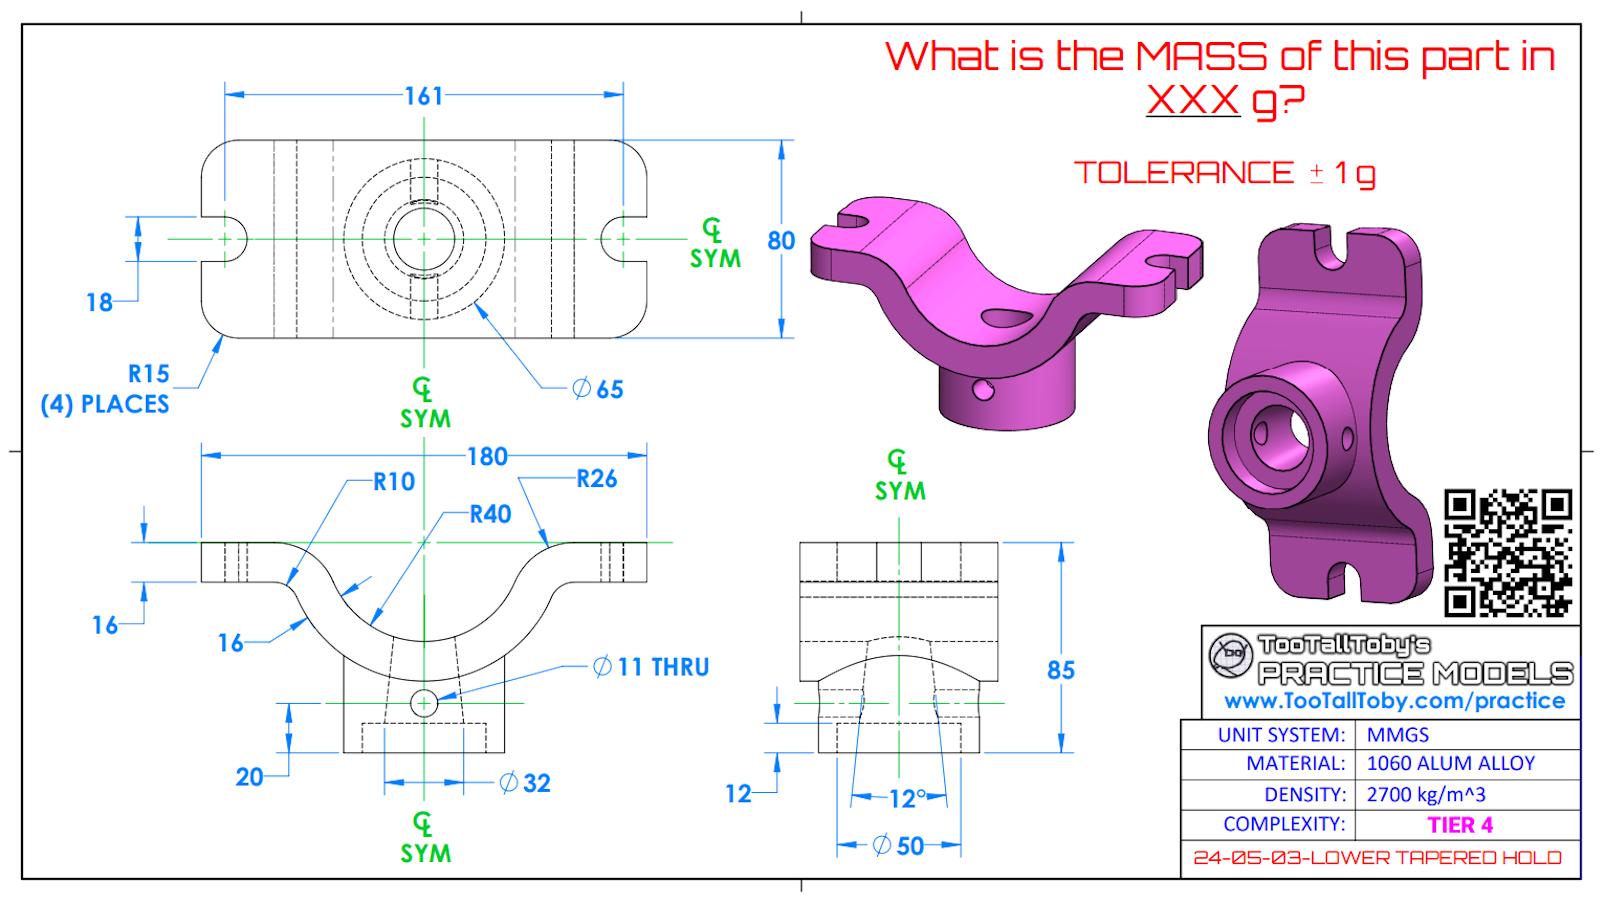 What is the MASS of this part in
XXX g?
TOLERANCE ± 1 g
161
18
80
℄
SYM
R15
(4) PLACES
∅ 65
℄
SYM
180
R10
R26
R40
℄
SYM
16
16
∅ 11 THRU
85
20
∅ 32
12
12°
∅ 50
℄
SYM
TooTallToby's
PRACTICE MODELS
www.TooTallToby.com/practice
UNIT SYSTEM: MMGS
MATERIAL: 1060 ALUM ALLOY
DENSITY: 2700 kg/m^3
COMPLEXITY: TIER 4
24-05-03-LOWER TAPERED HOLD